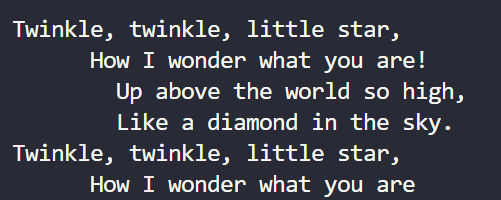 Twinkle, twinkle, little star,
      How I wonder what you are!
        Up above the world so high,
        Like a diamond in the sky.
Twinkle, twinkle, little star,
      How I wonder what you are